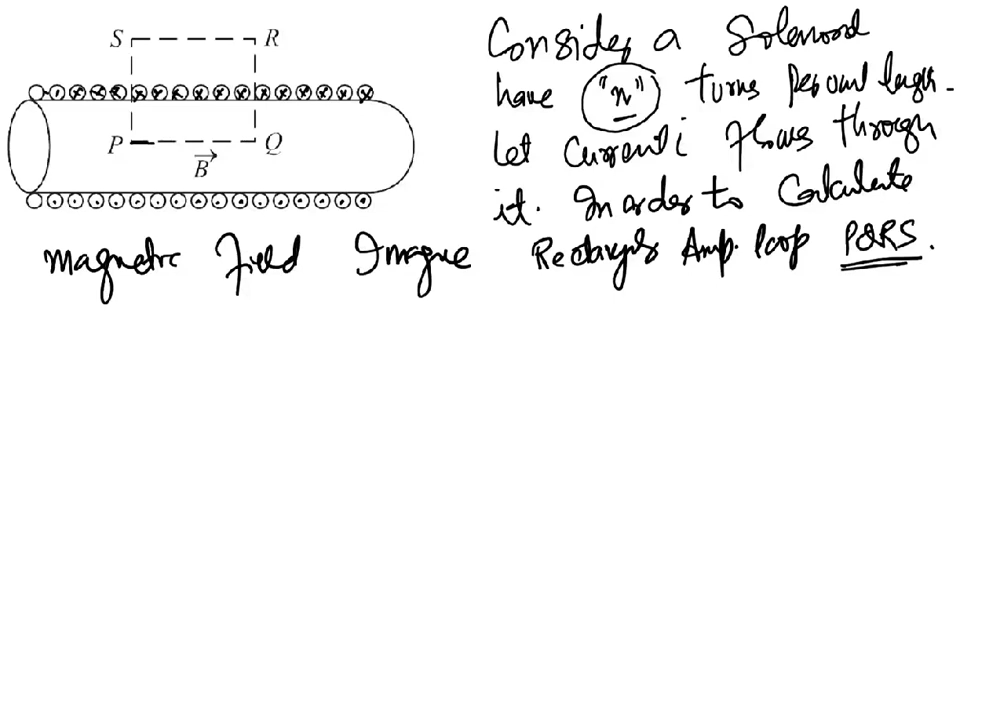 S R
P Q
B
Consider a Solenoid
have "n" turns per unit length.
Let current i flows through
it. In order to Calculate
magnetic Field Imagine Rectangle Amp. loop PQRS.